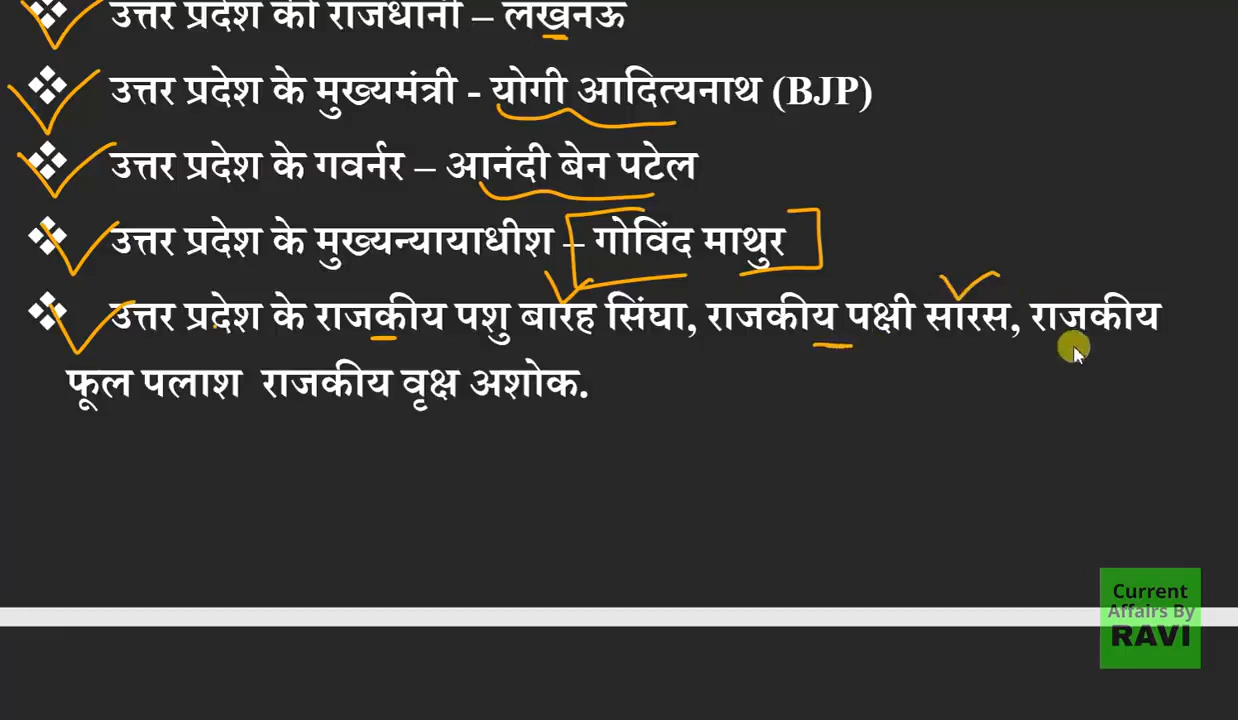 ❖ उत्तर प्रदेश की राजधानी – लखनऊ
❖ उत्तर प्रदेश के मुख्यमंत्री - योगी आदित्यनाथ (BJP)
❖ उत्तर प्रदेश के गवर्नर – आनंदी बेन पटेल
❖ उत्तर प्रदेश के मुख्यन्यायाधीश – गोविंद माथुर
❖ उत्तर प्रदेश के राजकीय पशु बारह सिंघा, राजकीय पक्षी सारस, राजकीय
फूल पलाश राजकीय वृक्ष अशोक.
Current
Affairs By
RAVI